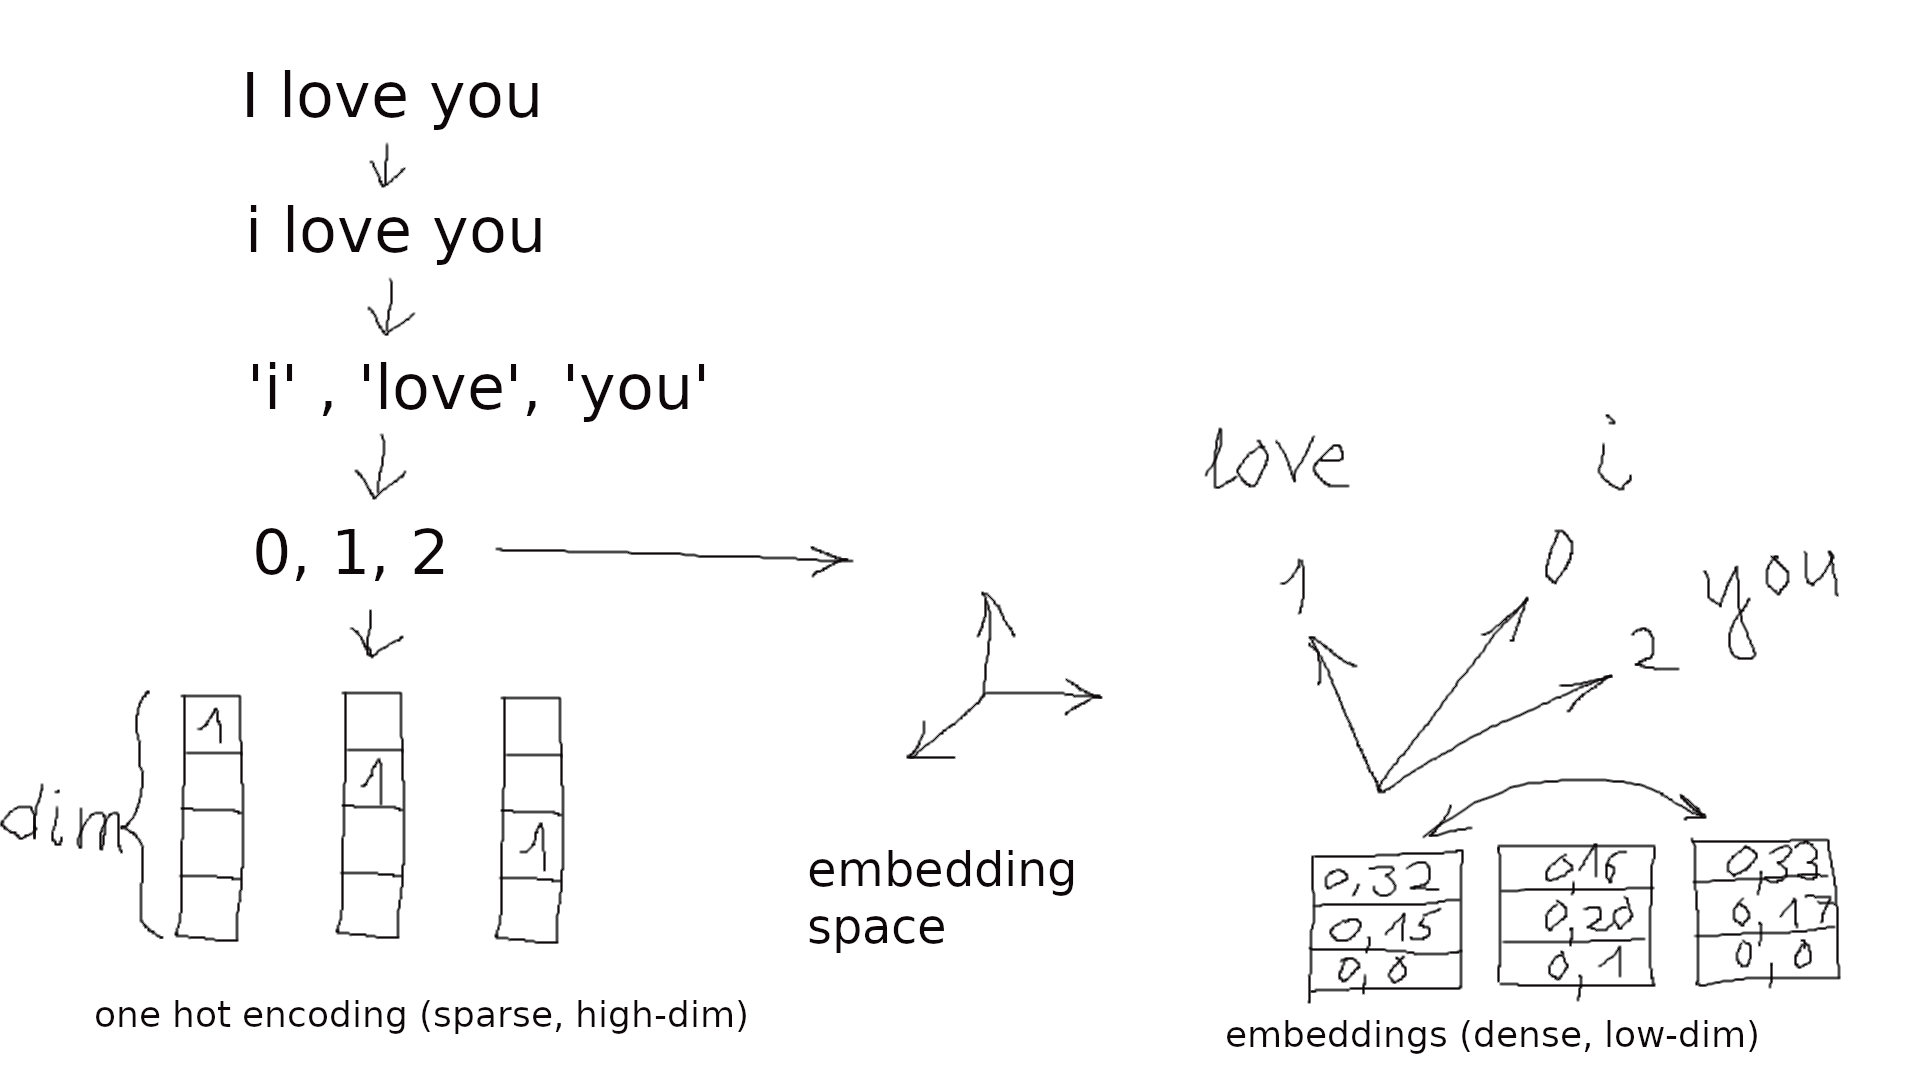 I love you
i love you
'i' , 'love', 'you'
0, 1, 2
dim
1
1
1
one hot encoding (sparse, high-dim)
embedding
space
love
i
1
0
2
you
0,32
0,15
0,0
0,16
0,20
0,1
0,33
0,17
0,0
embeddings (dense, low-dim)